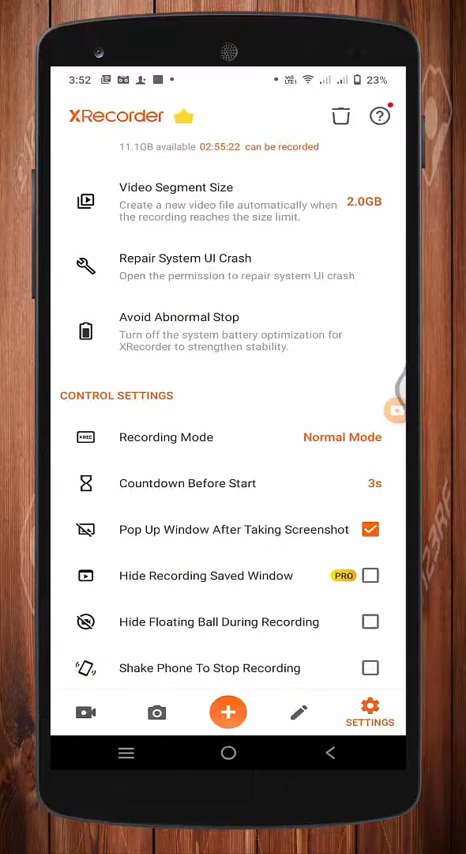 3:52
23%
XRecorder
11.1GB available 02:55:22 can be recorded
Video Segment Size
Create a new video file automatically when
the recording reaches the size limit.
2.0GB
Repair System UI Crash
Open the permission to repair system UI crash
Avoid Abnormal Stop
Turn off the system battery optimization for
XRecorder to strengthen stability.
CONTROL SETTINGS
Recording Mode
Normal Mode
Countdown Before Start
3s
Pop Up Window After Taking Screenshot
Hide Recording Saved Window
PRO
Hide Floating Ball During Recording
Shake Phone To Stop Recording
SETTINGS
123RF